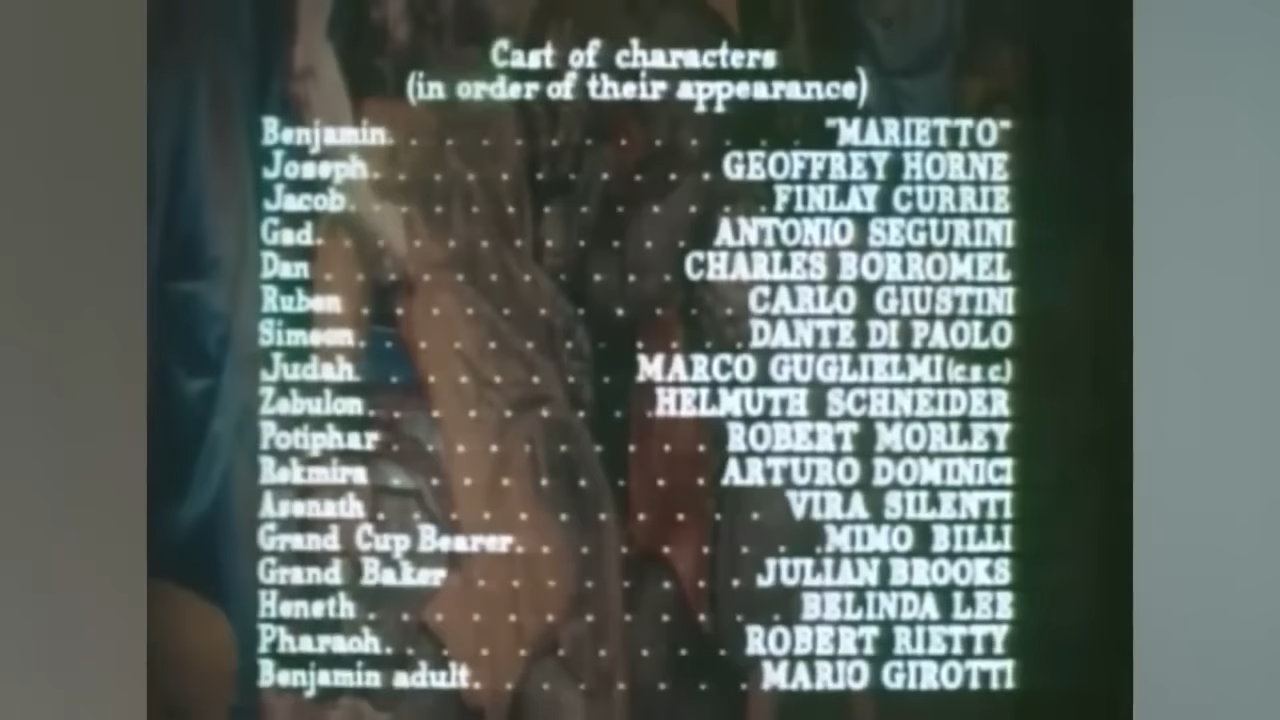 Cast of characters
(in order of their appearance)
Benjamin. . . . . . . . . . . . . "MARIETTO"
Joseph. . . . . . . . . . . GEOFFREY HORNE
Jacob. . . . . . . . . . . . . FINLAY CURRIE
Gad. . . . . . . . . . . . ANTONIO SEGURINI
Dan . . . . . . . . . . . CHARLES BORROMEL
Ruben . . . . . . . . . . . . CARLO GIUSTINI
Simeon. . . . . . . . . . . . DANTE DI PAOLO
Judah. . . . . . . . . MARCO GUGLIELMI (c.s.c.)
Zebulon. . . . . . . . . HELMUTH SCHNEIDER
Potiphar . . . . . . . . . . ROBERT MORLEY
Rekmira . . . . . . . . . . ARTURO DOMINICI
Asenath . . . . . . . . . . . . VIRA SILENTI
Grand Cup Bearer. . . . . . . . . MIMO BILLI
Grand Baker . . . . . . . . JULIAN BROOKS
Heneth . . . . . . . . . . . . BELINDA LEE
Pharaoh. . . . . . . . . . . ROBERT RIETTY
Benjamin adult. . . . . . . . MARIO GIROTTI